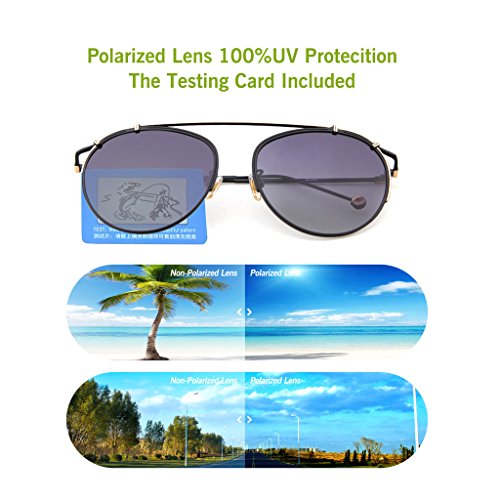 Polarized Lens 100%UV Protecition
The Testing Card Included
Non-Polarized Lens
Polarized Lens
Non-Polarized Lens
Polarized Lens